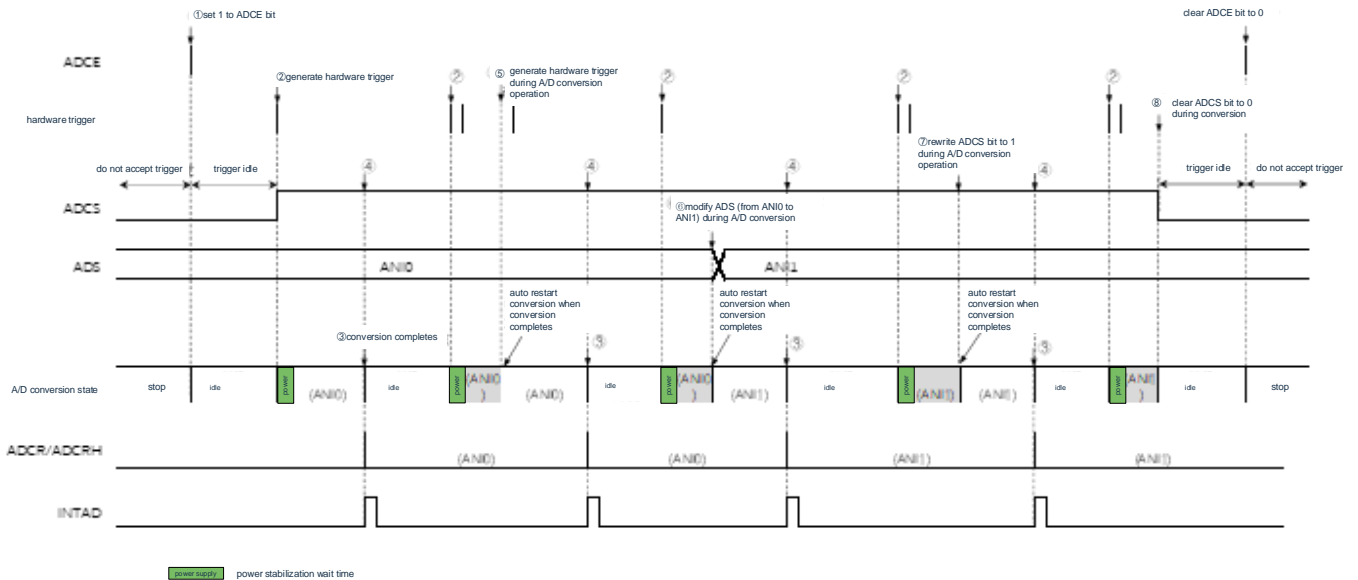 ①set 1 to ADCE bit
clear ADCE bit to 0
ADCE
②generate hardware trigger
②
⑤ generate hardware trigger
during A/D conversion
operation
②
②
②
⑧ clear ADCS bit to 0
during conversion
hardware trigger
⑦rewrite ADCS bit to 1
during A/D conversion
operation
do not accept trigger
trigger idle
④
④
④
④
trigger idle
do not accept trigger
ADCS
⑥modify ADS (from ANI0 to
ANI1) during A/D conversion
ADS
ANI0
ANI1
auto restart
conversion when
conversion
completes
auto restart
conversion when
conversion
completes
auto restart
conversion when
conversion
completes
③conversion completes
③
③
③
A/D conversion state
stop
idle
power
(ANI0)
idle
power
(ANI0
)
(ANI0)
idle
power
(ANI0
)
(ANI1)
idle
power
(ANI1)
(ANI1)
idle
power
(ANI1
)
idle
stop
ADCR/ADCRH
(ANI0)
(ANI0)
(ANI1)
(ANI1)
INTAD
power supply
power stabilization wait time